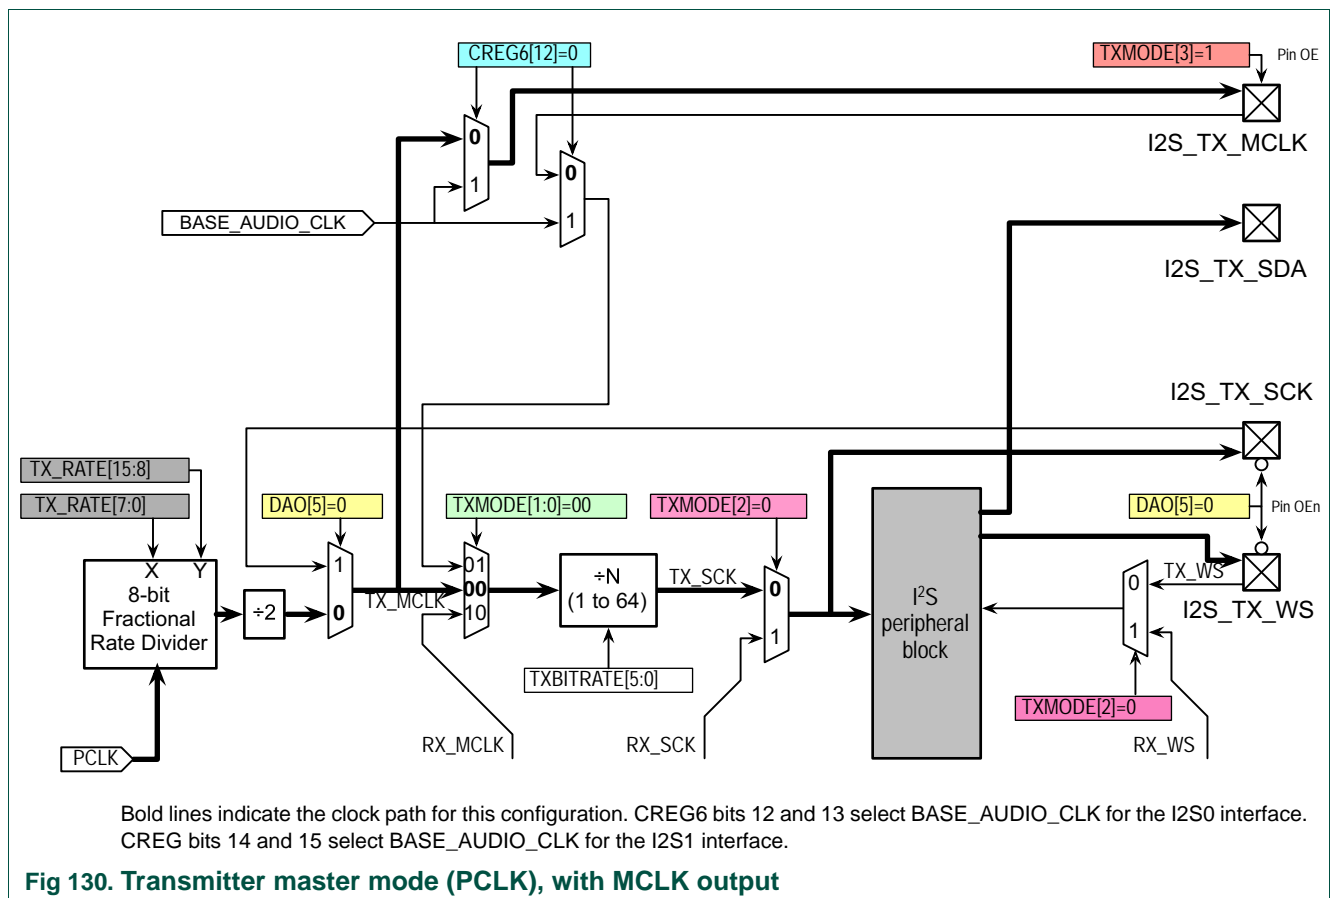 CREG6[12]=0
TXMODE[3]=1
Pin OE
0
1
I2S_TX_MCLK
0
1
BASE_AUDIO_CLK
I2S_TX_SDA
I2S_TX_SCK
TX_RATE[15:8]
TX_RATE[7:0]
DAO[5]=0
TXMODE[1:0]=00
TXMODE[2]=0
DAO[5]=0
Pin OEn
X Y
8-bit
Fractional
Rate Divider
÷2
1
0
TX_MCLK
01
00
10
÷N
(1 to 64)
TX_SCK
0
1
I²S
peripheral
block
TX_WS
0
1
I2S_TX_WS
TXBITRATE[5:0]
TXMODE[2]=0
PCLK
RX_MCLK
RX_SCK
RX_WS
Bold lines indicate the clock path for this configuration. CREG6 bits 12 and 13 select BASE_AUDIO_CLK for the I2S0 interface.
CREG bits 14 and 15 select BASE_AUDIO_CLK for the I2S1 interface.
Fig 130. Transmitter master mode (PCLK), with MCLK output